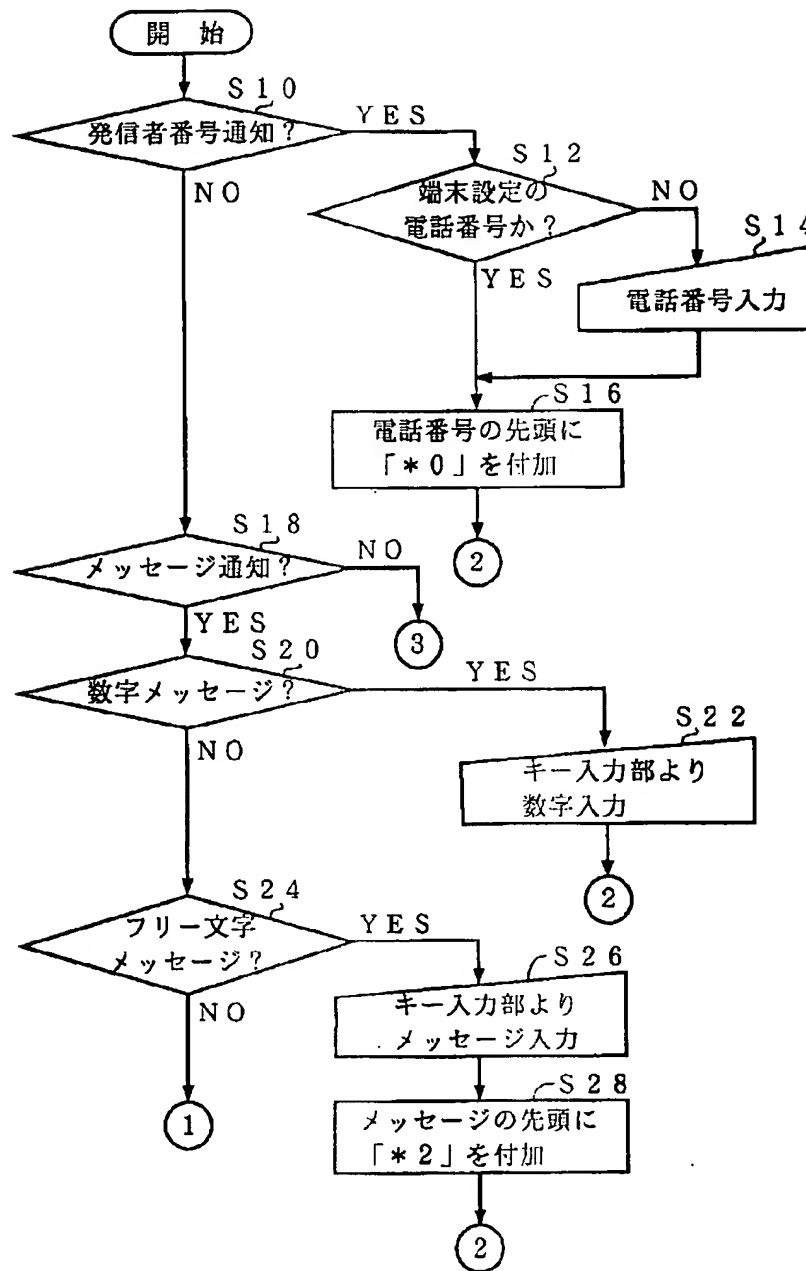 開 始
S10
発信者番号通知?
YES
NO
S12
端末設定の
電話番号か?
NO
YES
S14
電話番号入力
S16
電話番号の先頭に
「*0」を付加
②
S18
メッセージ通知?
NO
YES
③
S20
数字メッセージ?
YES
NO
S22
キー入力部より
数字入力
②
S24
フリー文字
メッセージ?
YES
NO
S26
キー入力部より
メッセージ入力
①
S28
メッセージの先頭に
「*2」を付加
②